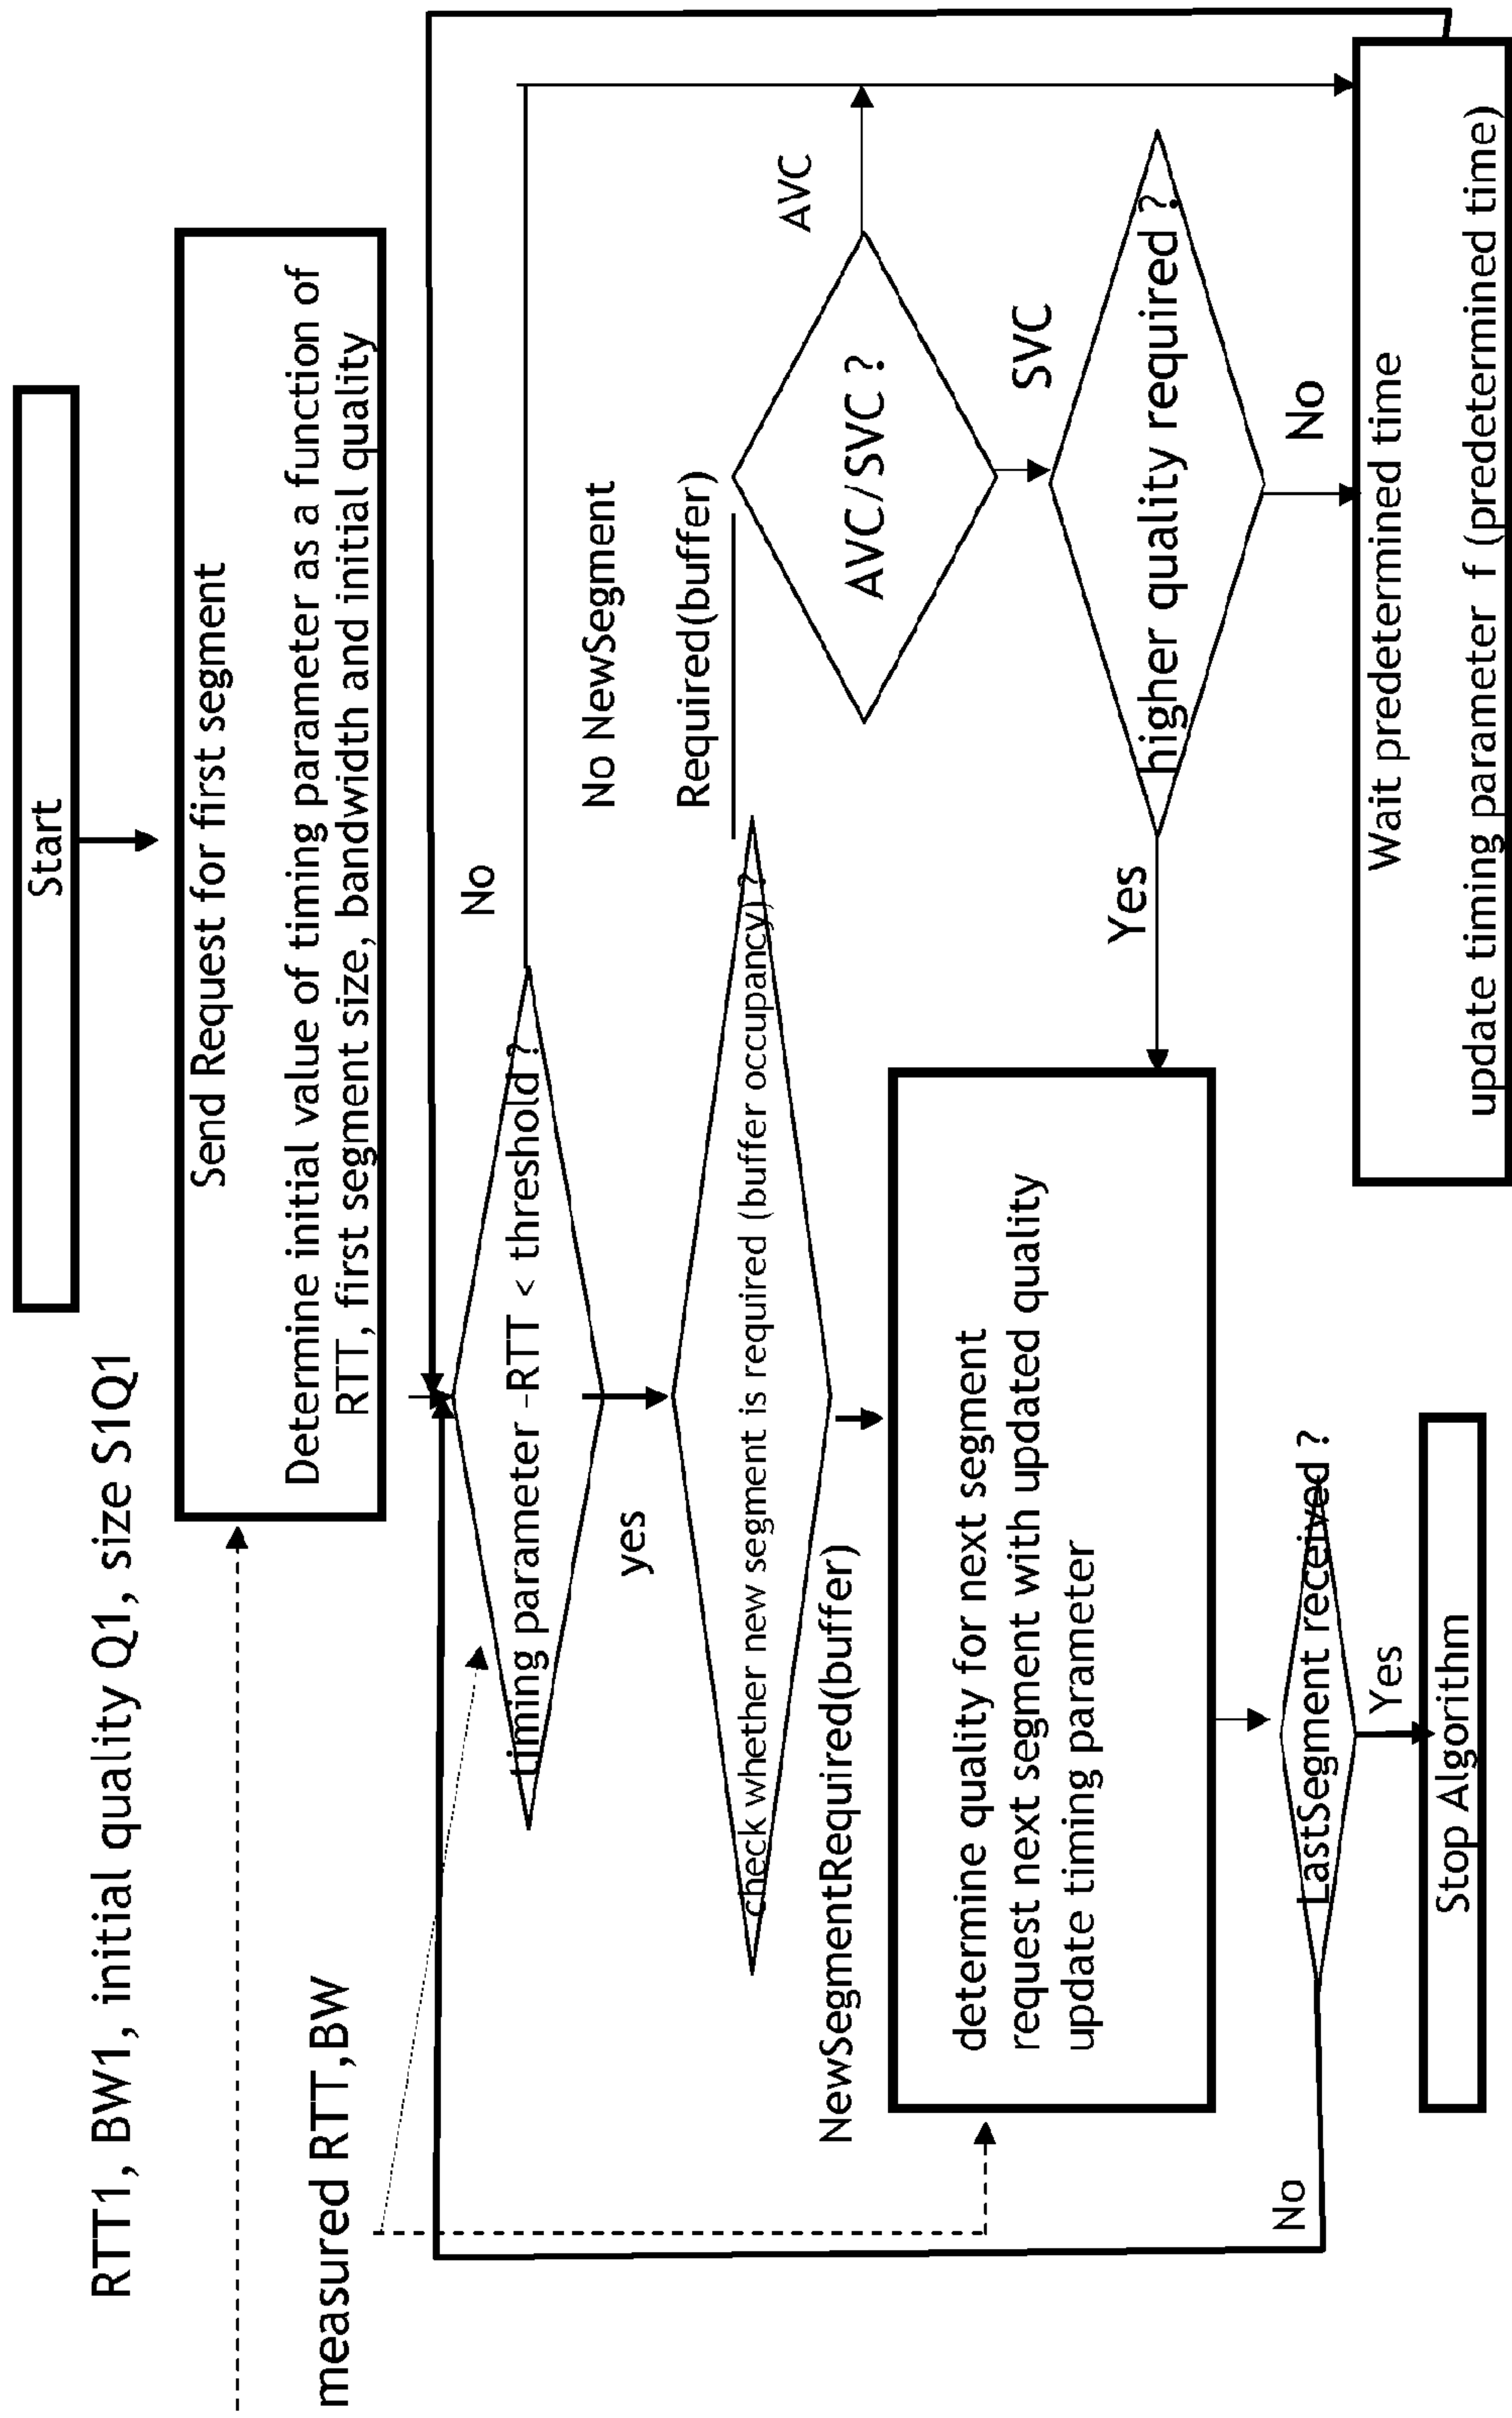 Start
RTT1, BW1, initial quality Q1, size S1Q1
Send Request for first segment
Determine initial value of timing parameter as a function of
RTT, first segment size, bandwidth and initial quality
measured RTT,BW
timing parameter -RTT < threshold ?
No
yes
check whether new segment is required (buffer occupancy) ?
No NewSegment
Required(buffer)
NewSegmentRequired(buffer)
AVC/SVC ?
AVC
SVC
higher quality required ?
Yes
No
determine quality for next segment
request next segment with updated quality
update timing parameter
LastSegment received ?
No
Yes
Stop Algorithm
Wait predetermined time
update timing parameter f (predetermined time)